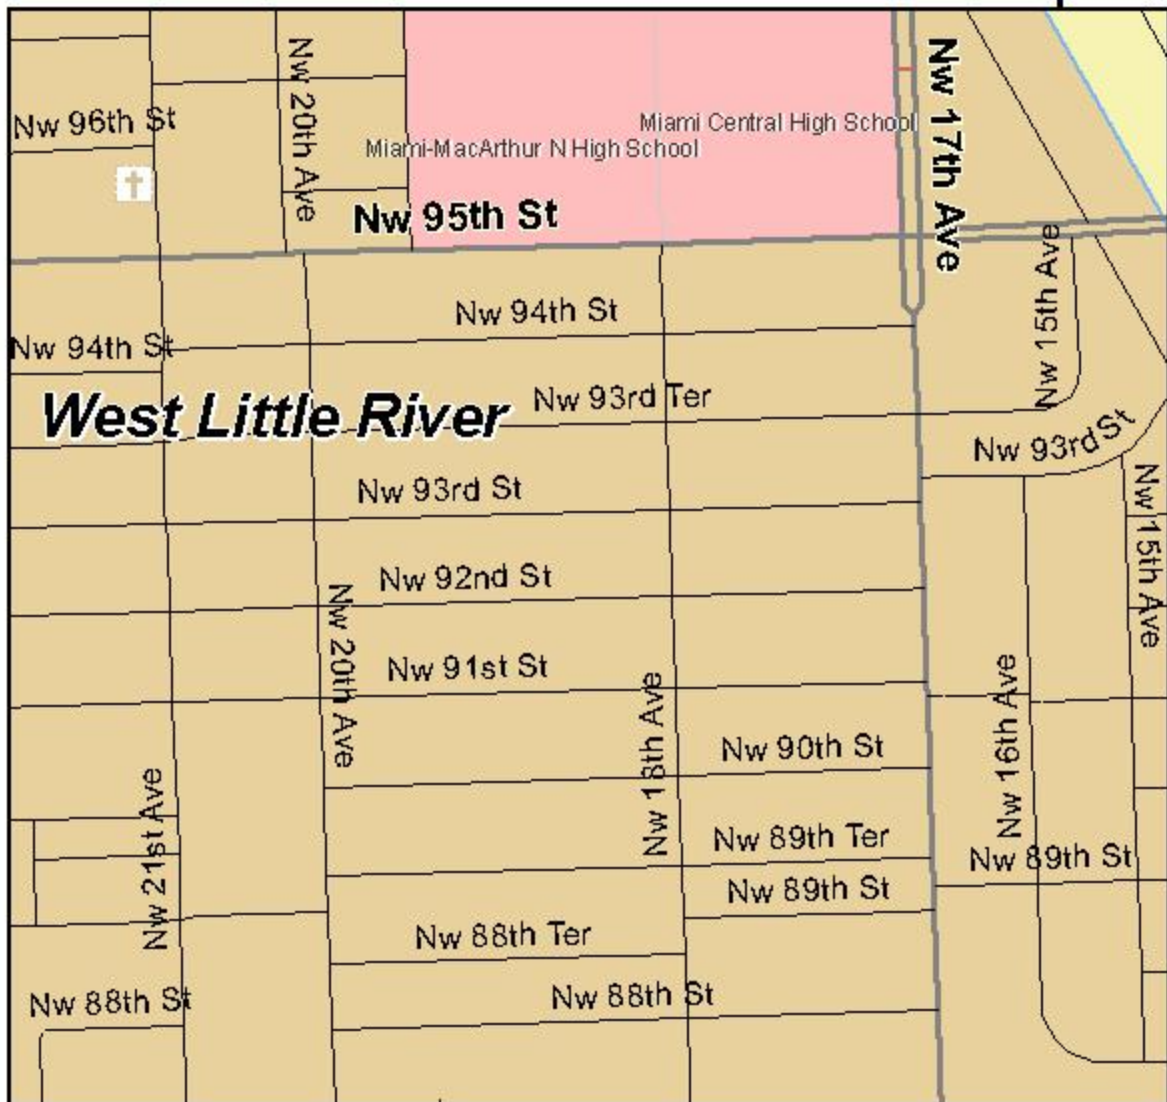 Nw 20th Ave
Nw 17th Ave
Nw 96th St
Miami Central High School
Miami-MacArthur N High School
Nw 95th St
Nw 15th Ave
Nw 94th St
Nw 94th St
Nw 93rd Ter
West Little River
Nw 93rd St
Nw 93rd St
Nw 15th Ave
Nw 92nd St
Nw 20th Ave
Nw 91st St
Nw 18th Ave
Nw 16th Ave
Nw 90th St
Nw 21st Ave
Nw 89th Ter
Nw 89th St
Nw 89th St
Nw 88th Ter
Nw 88th St
Nw 88th St